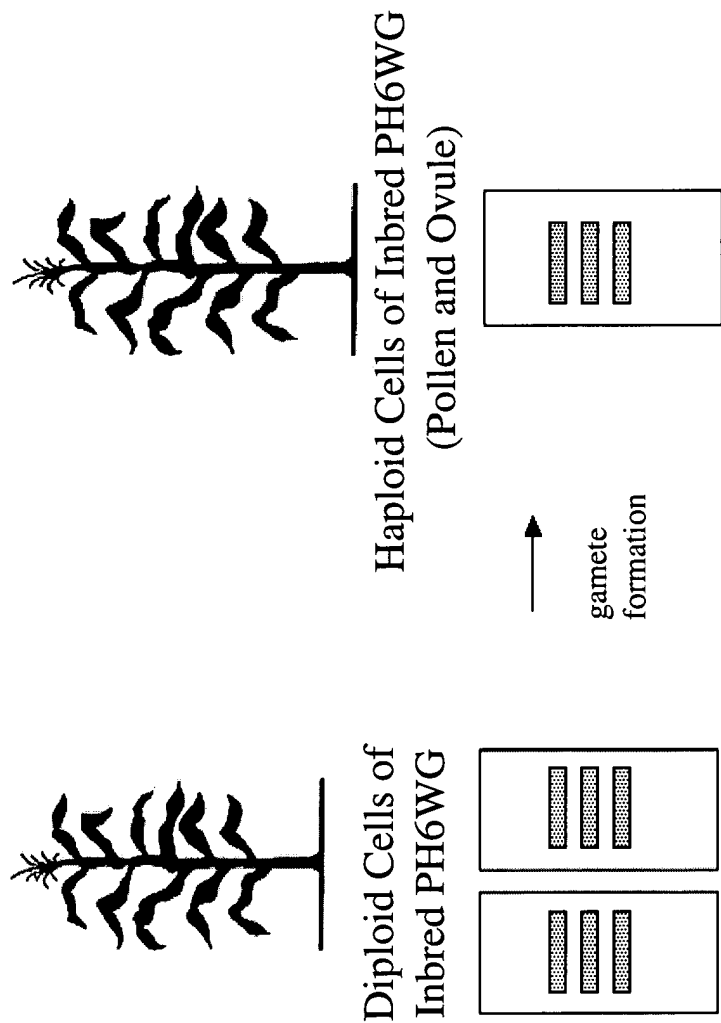 Diploid Cells of
Inbred PH6WG
gamete
formation
Haploid Cells of Inbred PH6WG
(Pollen and Ovule)